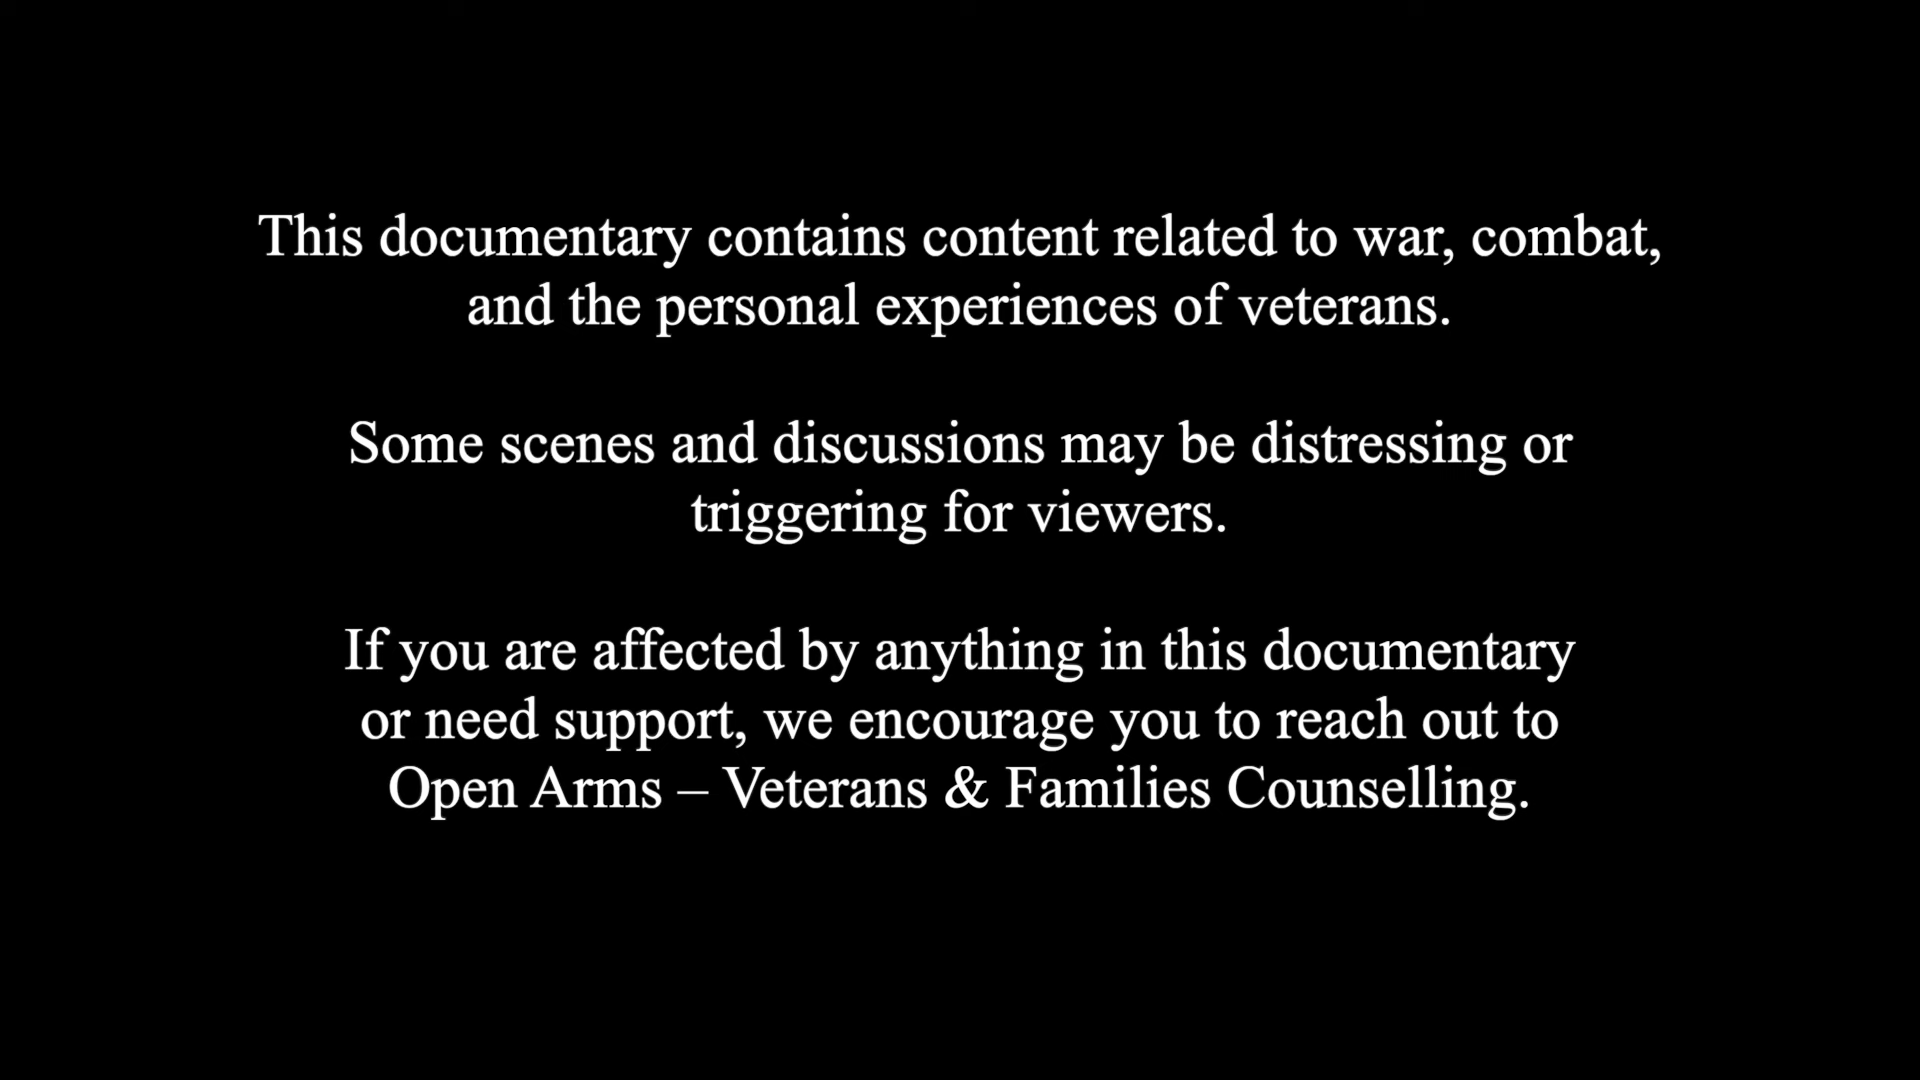 This documentary contains content related to war, combat,
and the personal experiences of veterans.
Some scenes and discussions may be distressing or
triggering for viewers.
If you are affected by anything in this documentary
or need support, we encourage you to reach out to
Open Arms – Veterans & Families Counselling.